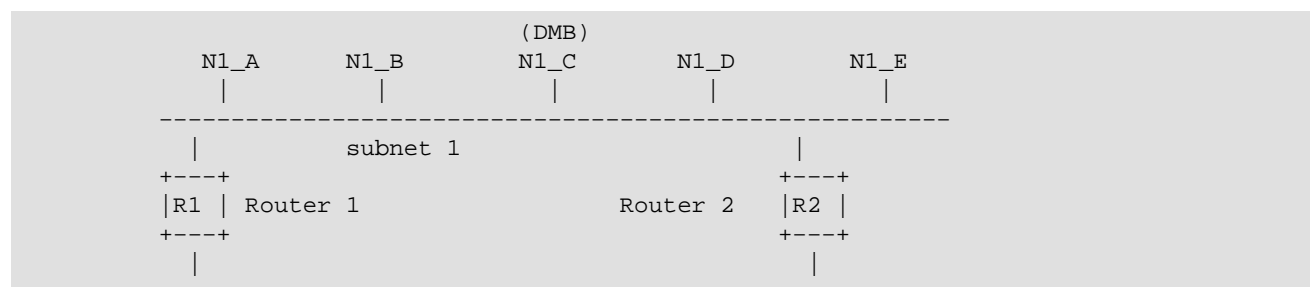 (DMB)
N1_A N1_B N1_C N1_D N1_E
| | | | |
-------------------------------------------------------
| subnet 1 |
+---+ +---+
|R1 | Router 1 Router 2 |R2 |
+---+ +---+
| |